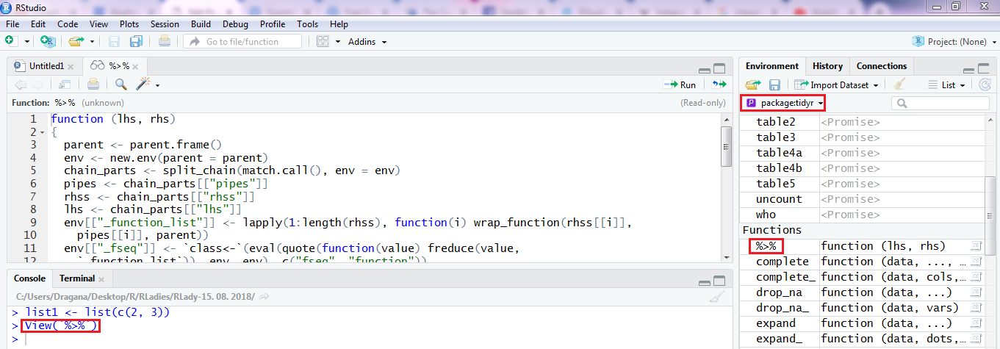 RStudio
File Edit Code View Plots Session Build Debug Profile Tools Help
Go to file/function Addins Project: (None)
Untitled1 %>%
Run
Function: %>% (unknown) (Read-only)
1 function (lhs, rhs)
2 {
3 parent <- parent.frame()
4 env <- new.env(parent = parent)
5 chain_parts <- split_chain(match.call(), env = env)
6 pipes <- chain_parts[["pipes"]]
7 rhss <- chain_parts[["rhss"]]
8 lhs <- chain_parts[["lhs"]]
9 env[["_function_list"]] <- lapply(1:length(rhss), function(i) wrap_function(rhss[[i]],
10 pipes[[i]], parent))
11 env[["_fseq"]] <- `class<-`(eval(quote(function(value) freduce(value,
12 `_function_list`)), env, env), c("fseq", "function"))
Console Terminal
C:/Users/Dragana/Desktop/R/RLadies/RLady-15. 08. 2018/
> list1 <- list(c(2, 3))
> View(`%>%`)
>
Environment History Connections
Import Dataset List
package:tidyr
table2 <Promise>
table3 <Promise>
table4a <Promise>
table4b <Promise>
table5 <Promise>
uncount <Promise>
who <Promise>
Functions
%>% function (lhs, rhs)
complete function (data, ..., …
complete_ function (data, cols,…
drop_na function (data, ...)
drop_na_ function (data, vars)
expand function (data, ...)
expand_ function (data, dots,…